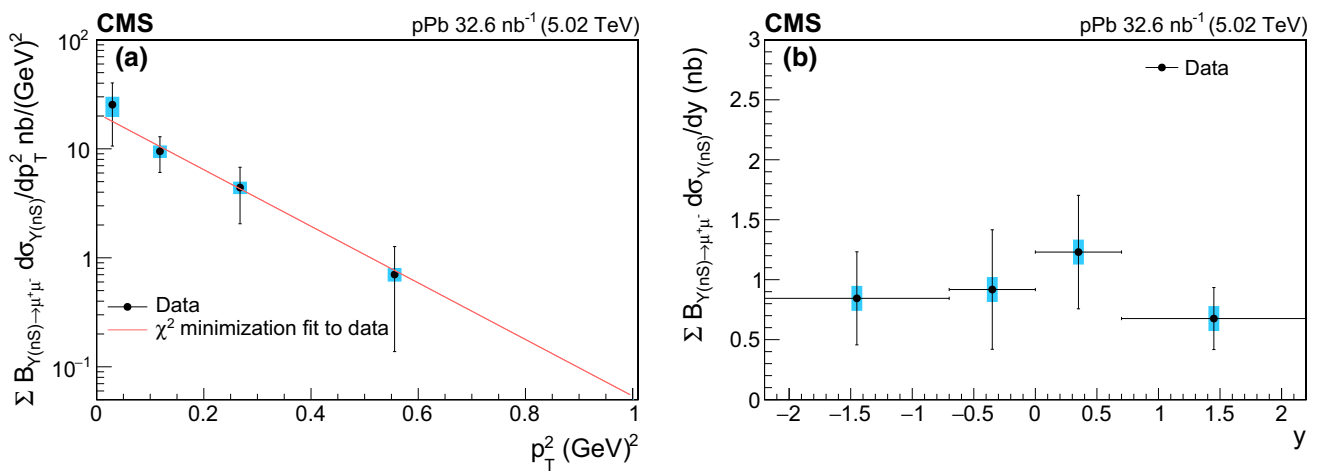 CMS pPb 32.6 nb⁻¹ (5.02 TeV)
(a)
Σ B_Υ(nS)→μ⁺μ⁻ dσ_Υ(nS)/dp_T² nb/(GeV)²
10²
10
1
10⁻¹
Data
χ² minimization fit to data
0 0.2 0.4 0.6 0.8 1
p_T² (GeV)²
CMS pPb 32.6 nb⁻¹ (5.02 TeV)
(b)
Data
Σ B_Υ(nS)→μ⁺μ⁻ dσ_Υ(nS)/dy (nb)
3
2.5
2
1.5
1
0.5
0
−2 −1.5 −1 −0.5 0 0.5 1 1.5 2
y